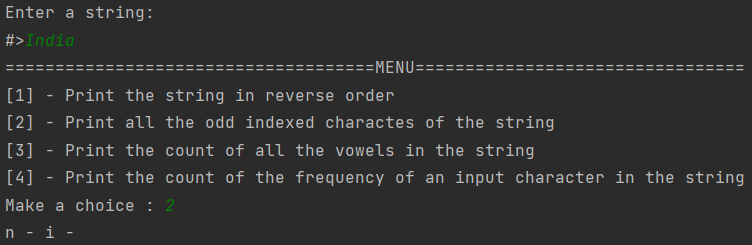 Enter a string:
#>India
=====================================MENU=================================
[1] - Print the string in reverse order
[2] - Print all the odd indexed charactes of the string
[3] - Print the count of all the vowels in the string
[4] - Print the count of the frequency of an input character in the string
Make a choice : 2
n - i -